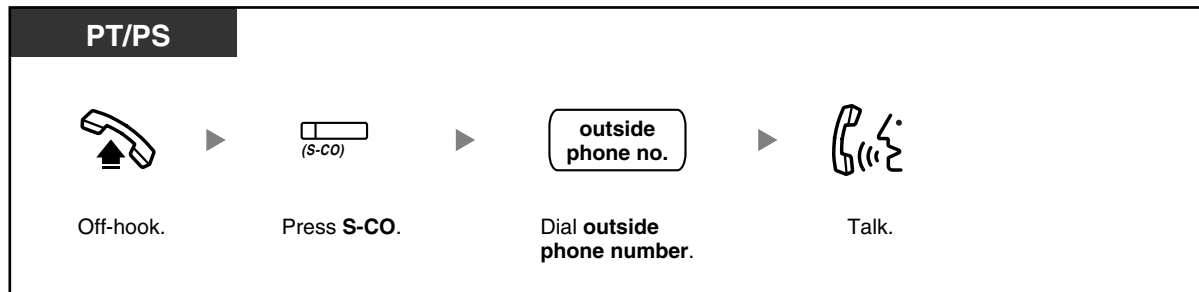 PT/PS
(S-CO)
outside
phone no.
Off-hook.
Press S-CO.
Dial outside
phone number.
Talk.